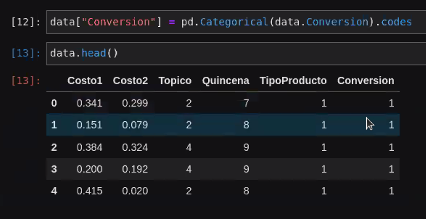 [12]: data["Conversion"] = pd.Categorical(data.Conversion).codes
[13]: data.head()
[13]: Costo1 Costo2 Topico Quincena TipoProducto Conversion
0 0.341 0.299 2 7 1 1
1 0.151 0.079 2 8 1 1
2 0.384 0.324 4 9 1 1
3 0.200 0.192 4 9 1 1
4 0.415 0.020 2 8 1 1